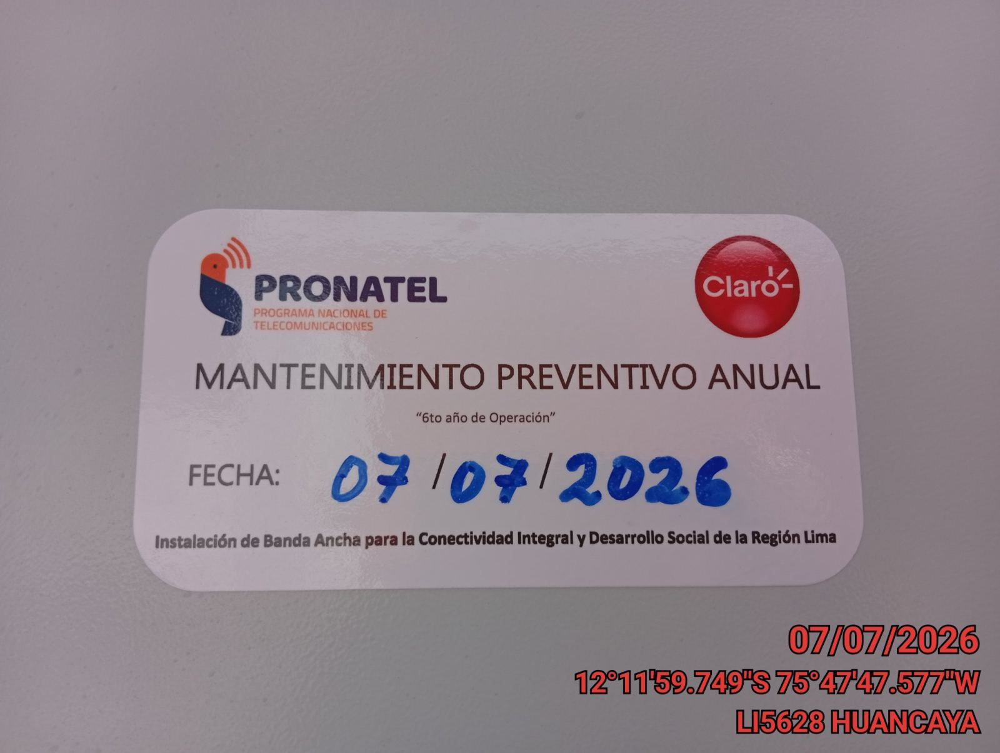 PRONATEL
PROGRAMA NACIONAL DE
TELECOMUNICACIONES
Claro
MANTENIMIENTO PREVENTIVO ANUAL
“6to año de Operación”
FECHA: 07/07/2026
Instalación de Banda Ancha para la Conectividad Integral y Desarrollo Social de la Región Lima
07/07/2026
12°11'59.749"S 75°47'47.577"W
LI5628 HUANCAYA